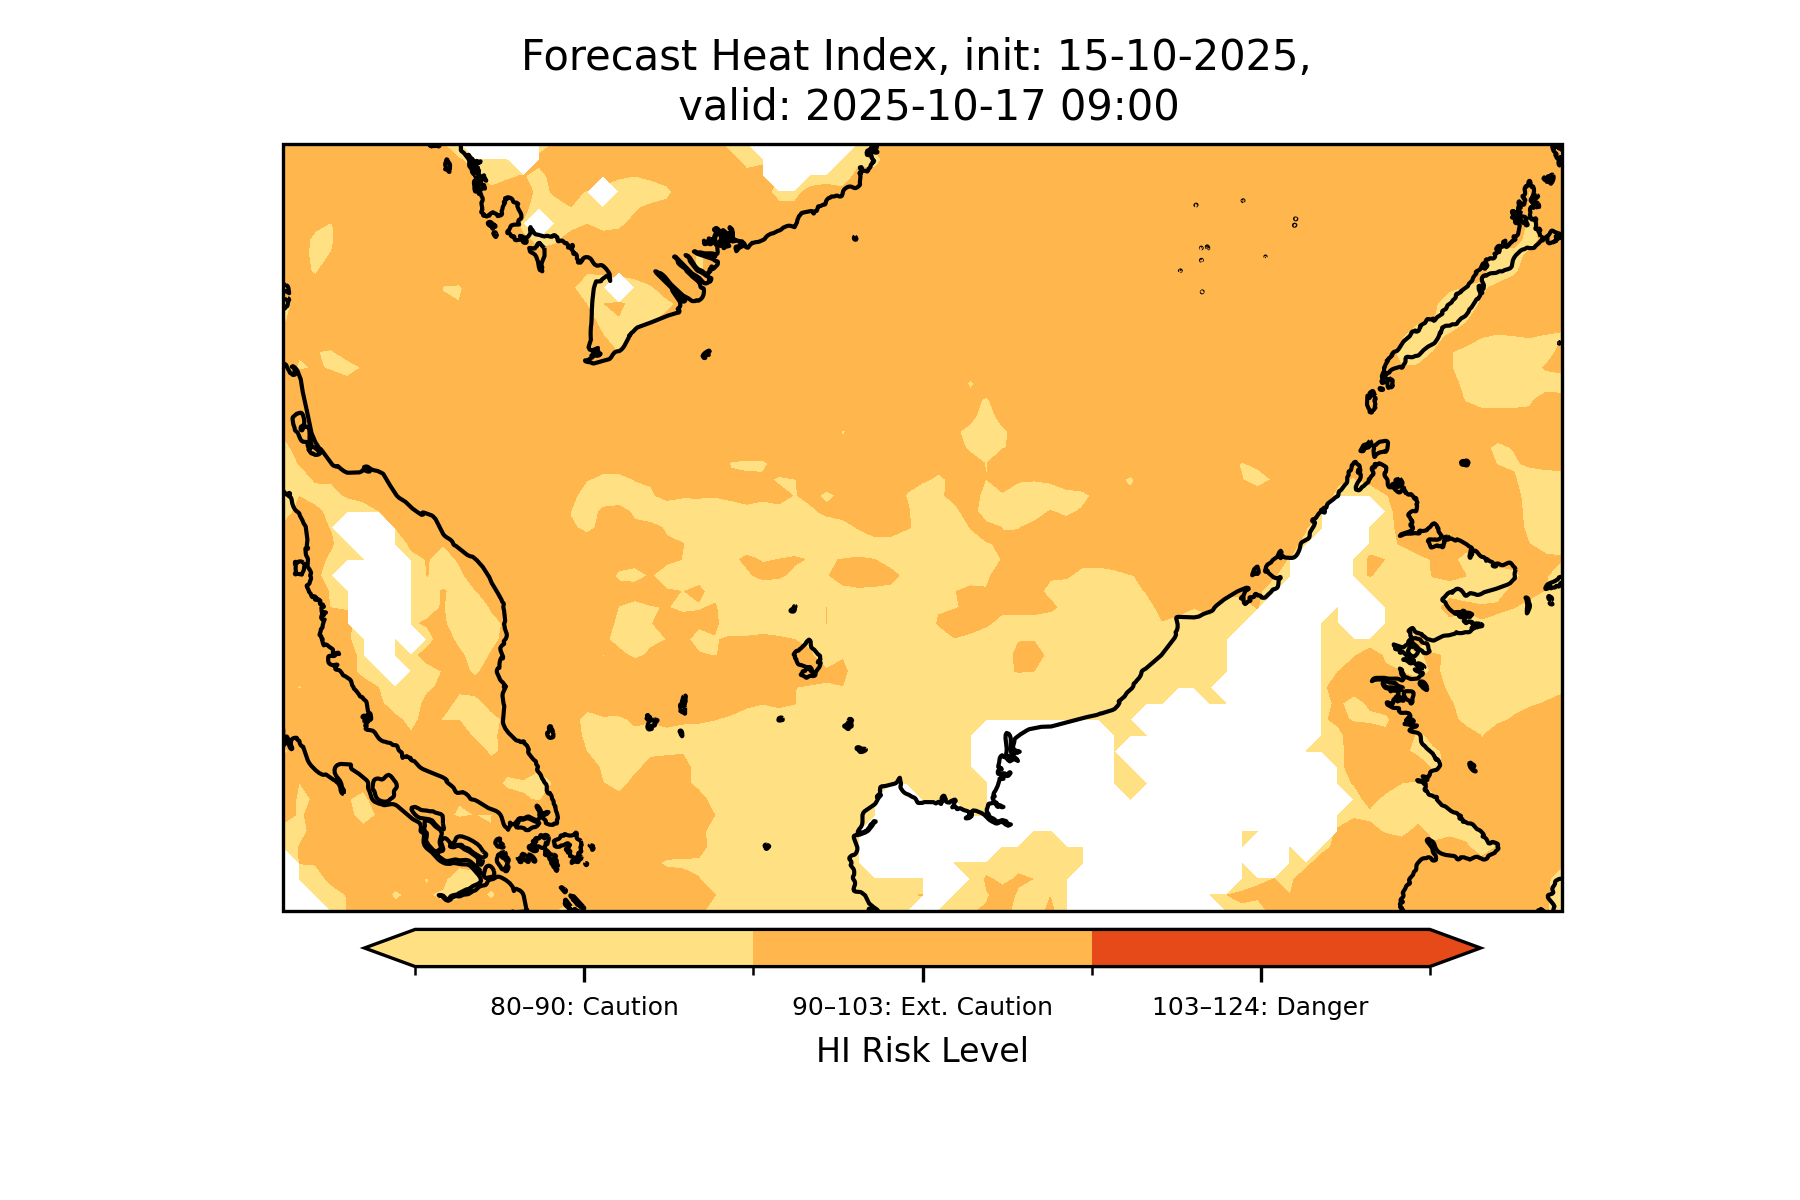 Forecast Heat Index, init: 15-10-2025,
valid: 2025-10-17 09:00
80–90: Caution
90–103: Ext. Caution
103–124: Danger
HI Risk Level